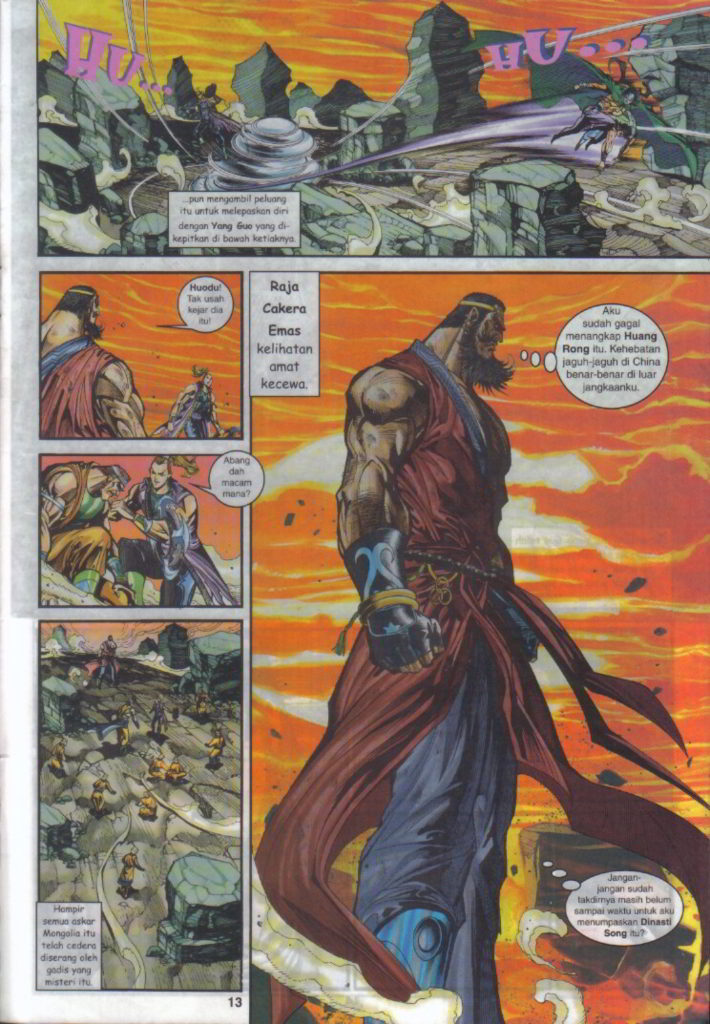 HU...
HU...
...pun mengambil peluang
itu untuk melepaskan diri
dengan Yang Guo yang di-
kepitkan di bawah ketiaknya.
Huodu!
Tak usah
kejar dia
itu!
Raja
Cakera
Emas
kelihatan
amat
kecewa.
Aku
sudah gagal
menangkap Huang
Rong itu. Kehebatan
jaguh-jaguh di China
benar-benar di luar
jangkaanku.
Abang
dah
macam
mana?
Hampir
semua askar
Mongolia itu
telah cedera
diserang oleh
gadis yang
misteri itu.
Jangan-
jangan sudah
takdirnya masih belum
sampai waktu untuk aku
menumpaskan Dinasti
Song itu?
13